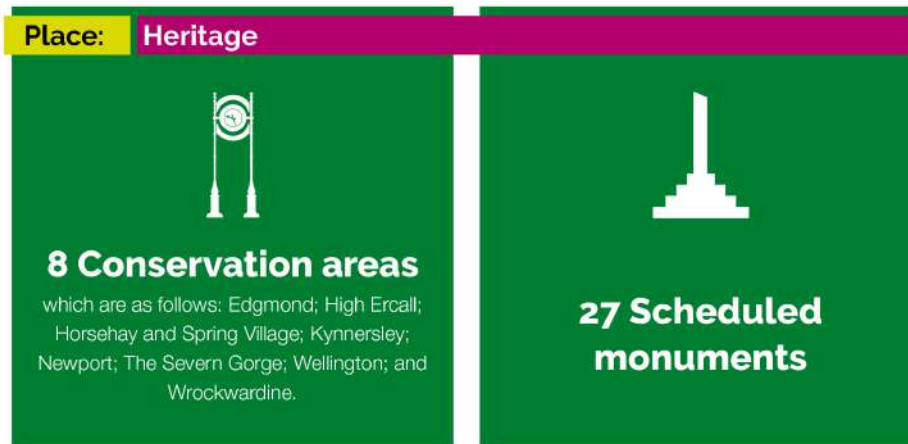 Place: Heritage
8 Conservation areas
which are as follows: Edgmond; High Ercall;
Horsehay and Spring Village; Kynnersley;
Newport; The Severn Gorge; Wellington; and
Wrockwardine.
27 Scheduled
monuments